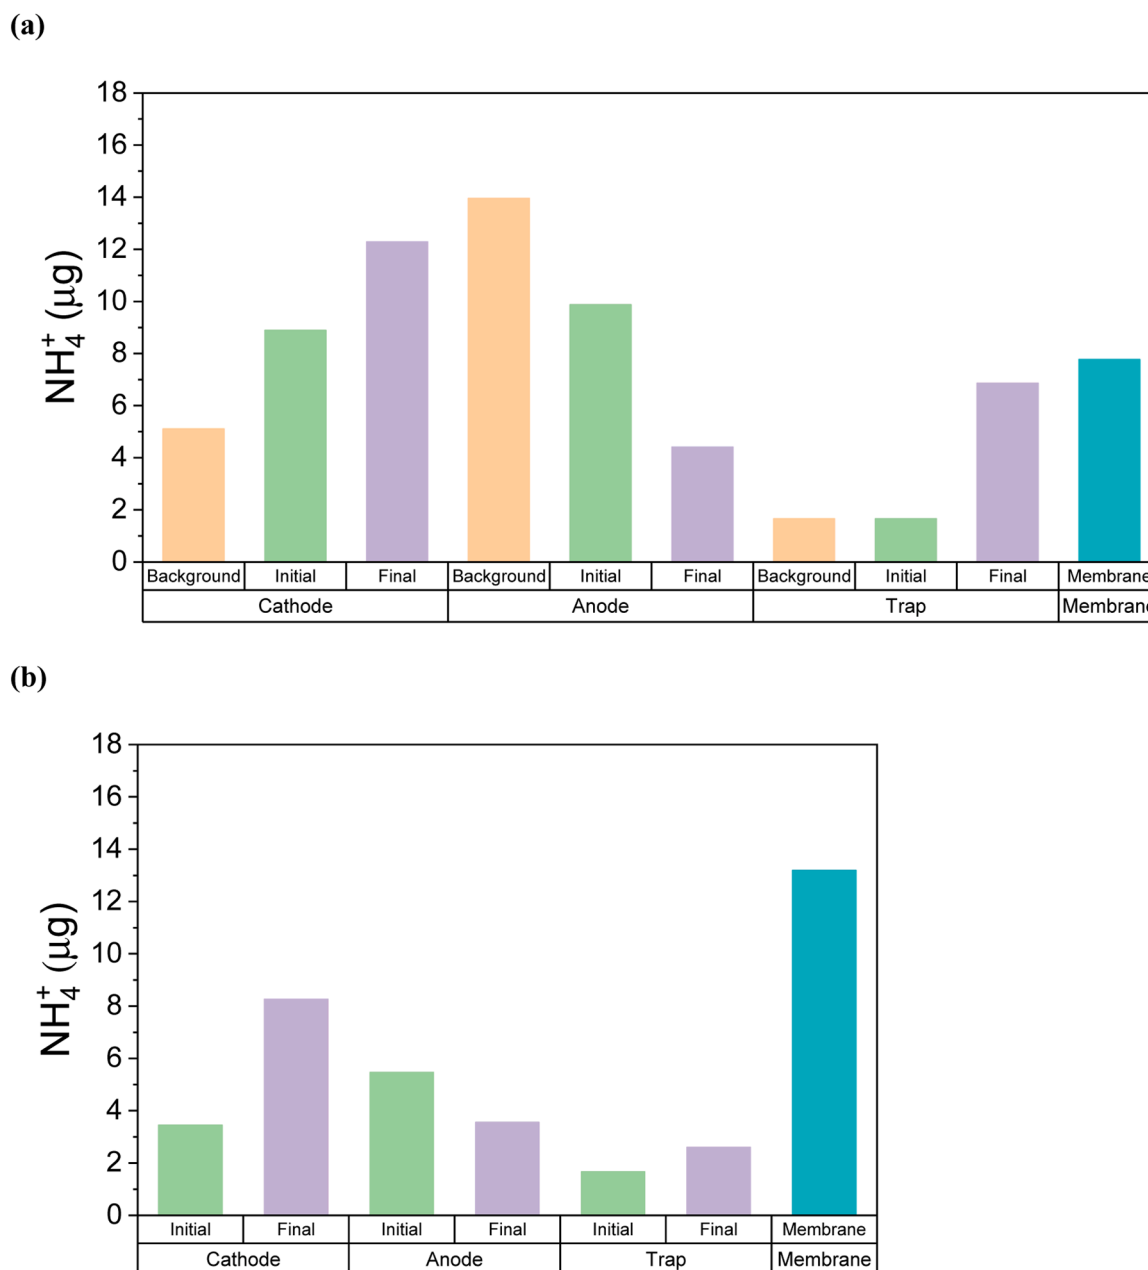 (a)
18
16
14
12
10
8
6
4
2
0
NH₄⁺ (μg)
Background Initial Final Background Initial Final Background Initial Final Membrane
Cathode Anode Trap Membrane
(b)
18
16
14
12
10
8
6
4
2
0
NH₄⁺ (μg)
Initial Final Initial Final Initial Final Membrane
Cathode Anode Trap Membrane